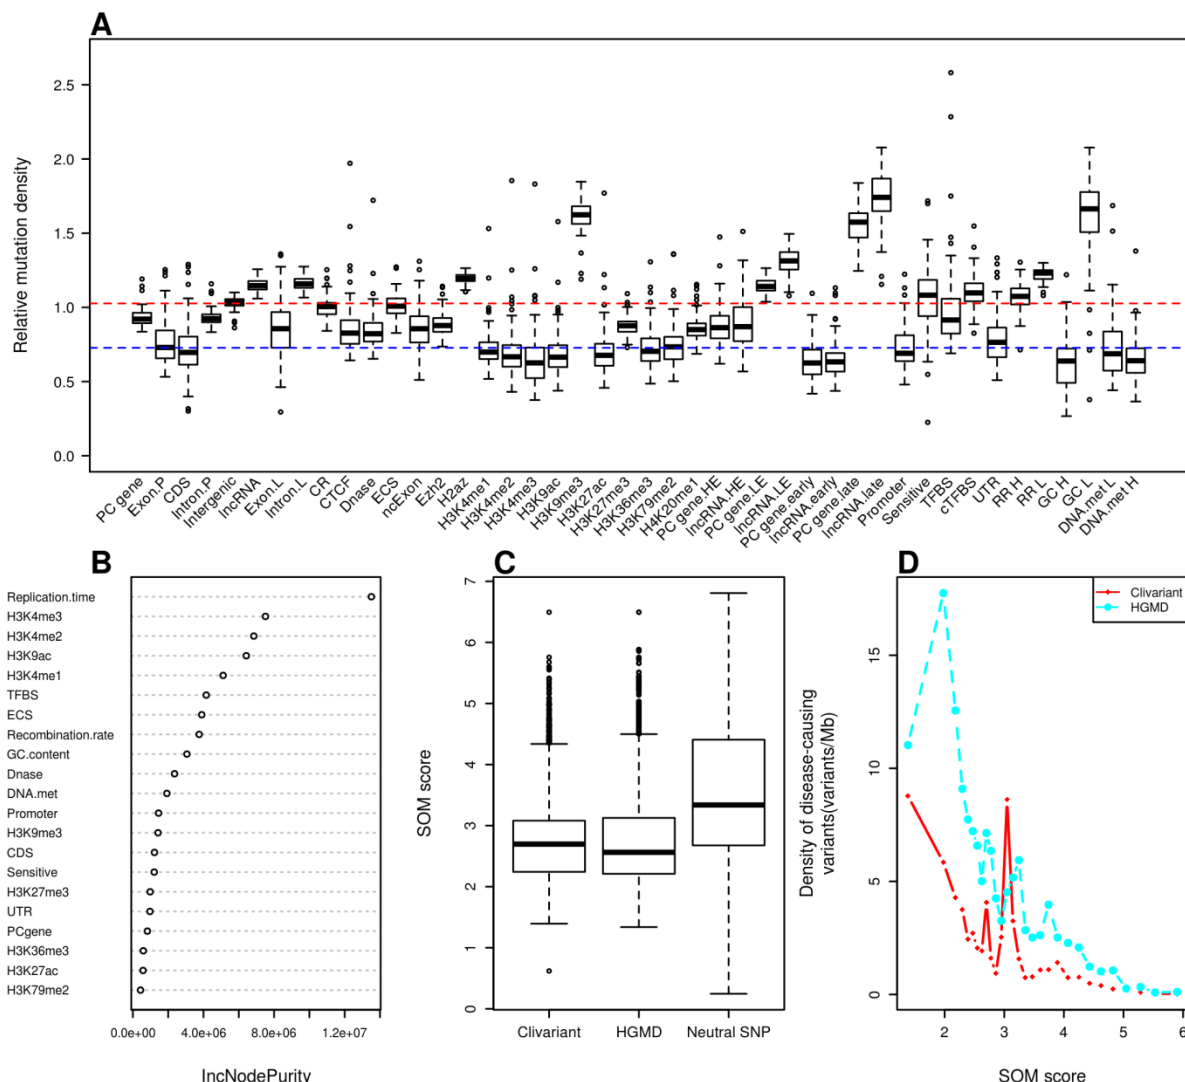 A
Relative mutation density
2.5
2.0
1.5
1.0
0.5
0.0
PC gene
Exon.P
CDS
Intron.P
Intergenic
lncRNA
Exon.L
Intron.L
CR
CTCF
Dnase
ECS
ncExon
Ezh2
H2az
H3K4me1
H3K4me2
H3K4me3
H3K9ac
H3K9me3
H3K27ac
H3K27me3
H3K36me3
H3K79me2
H4K20me1
PC gene.HE
lncRNA.HE
PC gene.LE
lncRNA.LE
PC gene.early
lncRNA.early
PC gene.late
lncRNA.late
Promoter
Sensitive
TFBS
cTFBS
UTR
RR H
RR L
GC H
GC L
DNA.met L
DNA.met H
B
Replication.time
H3K4me3
H3K4me2
H3K9ac
H3K4me1
TFBS
ECS
Recombination.rate
GC.content
Dnase
DNA.met
Promoter
H3K9me3
CDS
Sensitive
H3K27me3
UTR
PCgene
H3K36me3
H3K27ac
H3K79me2
0.0e+00 4.0e+06 8.0e+06 1.2e+07
IncNodePurity
C
SOM score
7
6
5
4
3
2
1
0
Clivariant HGMD Neutral SNP
D
Density of disease-causing
variants(variants/Mb)
15
10
5
0
Clivariant
HGMD
2 3 4 5 6
SOM score